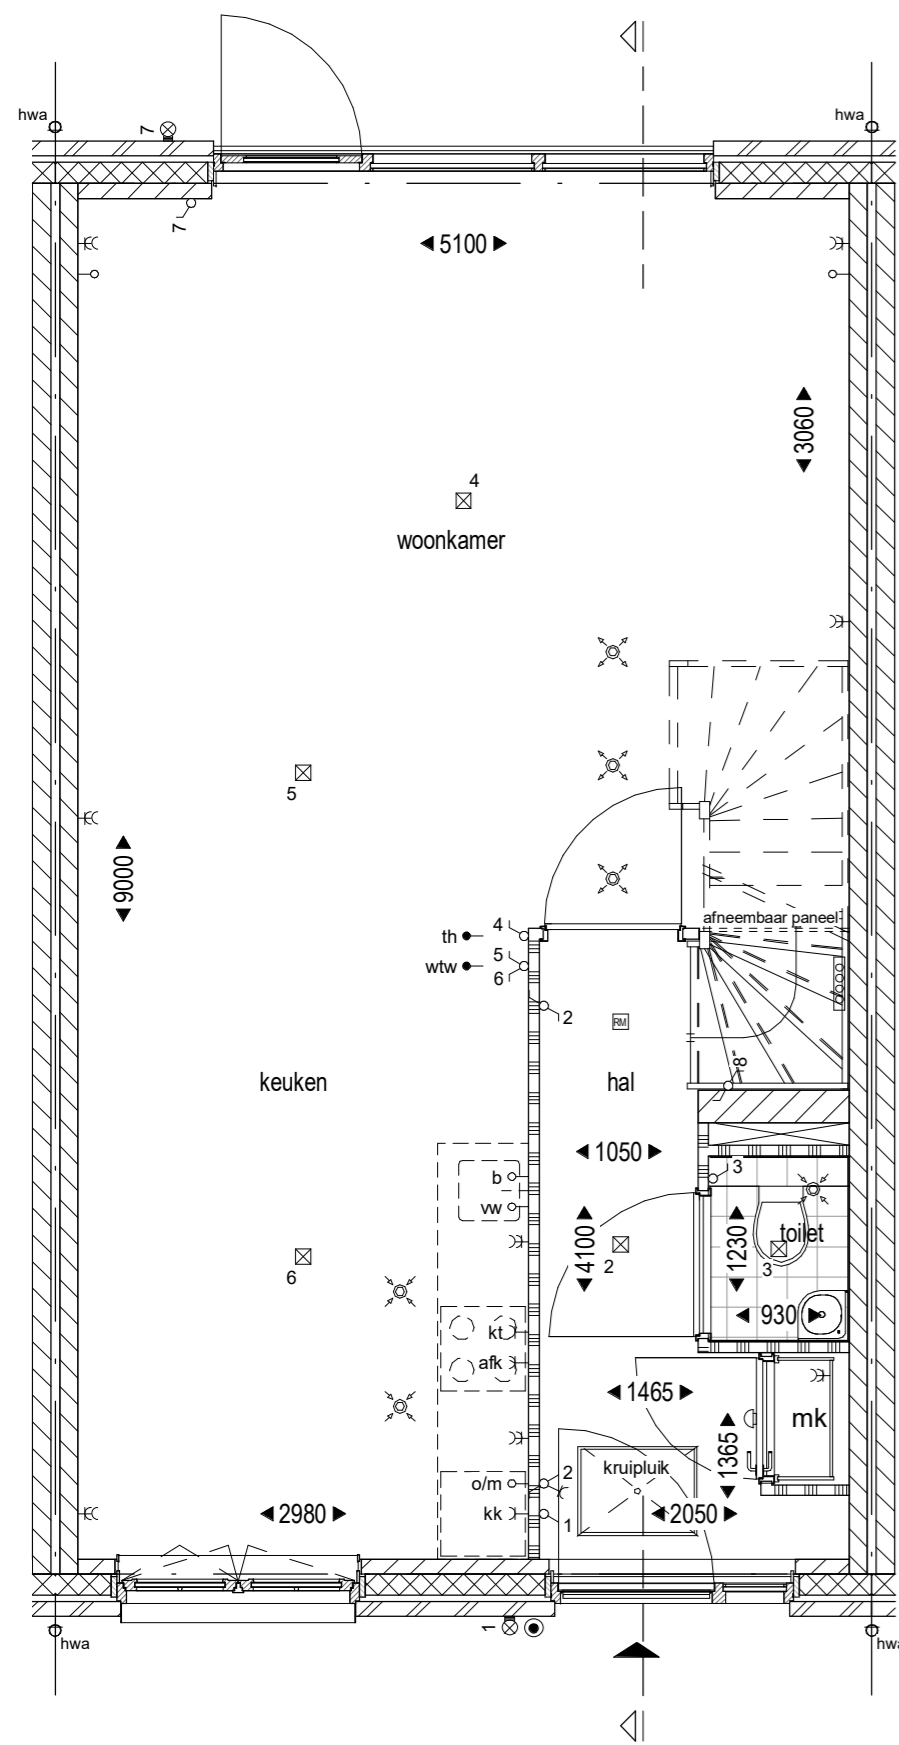 hwa
7
hwa
7
5100
3060
4
woonkamer
5
9000
afneembaar paneel
th
4
wtw
5
6
2
RM
keuken
hal
8
1050
b
3
vw
4100
1230
toilet
6
2
3
930
kt
afk
1465
mk
1365
kruipluik
o/m
2
kk
1
2980
2050
1
hwa
hwa